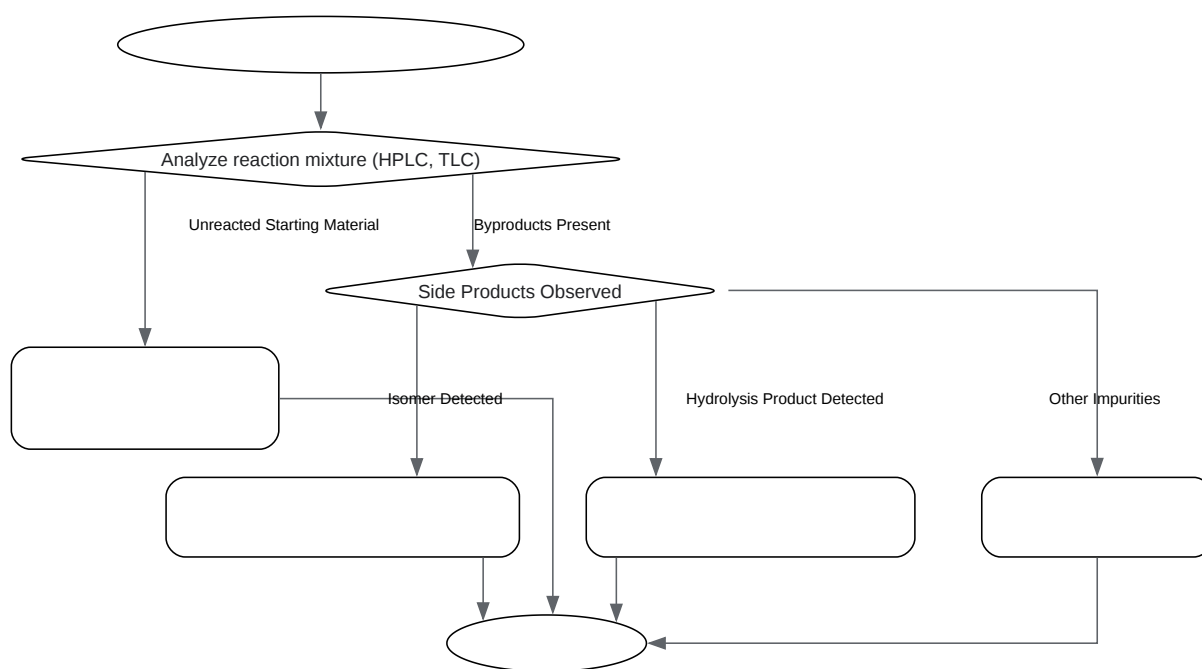 Analyze reaction mixture (HPLC, TLC)
Unreacted Starting Material
Byproducts Present
Side Products Observed
Isomer Detected
Hydrolysis Product Detected
Other Impurities